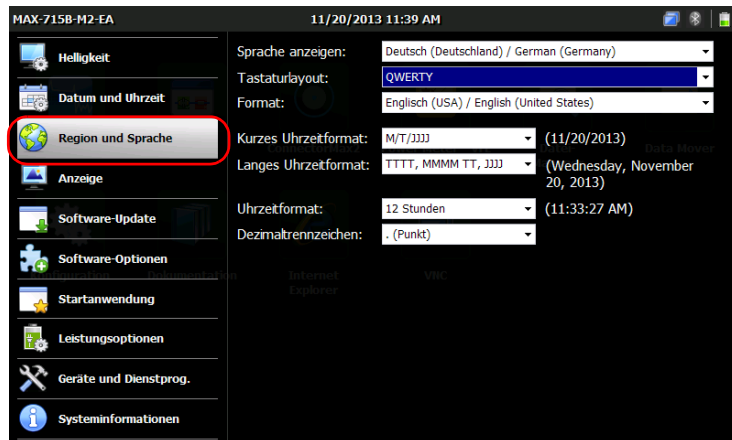 MAX-715B-M2-EA
11/20/2013 11:39 AM
Helligkeit
Datum und Uhrzeit
Region und Sprache
Anzeige
Software-Update
Software-Optionen
Startanwendung
Leistungsoptionen
Geräte und Dienstprog.
Systeminformationen
Sprache anzeigen: Deutsch (Deutschland) / German (Germany)
Tastaturlayout: QWERTY
Format: Englisch (USA) / English (United States)
Kurzes Uhrzeitformat: M/T/JJJJ (11/20/2013)
Langes Uhrzeitformat: TTTT, MMMM TT, JJJJ (Wednesday, November
20, 2013)
Uhrzeitformat: 12 Stunden (11:33:27 AM)
Dezimaltrennzeichen: . (Punkt)
Data Mover
Dokumentation
Internet
Explorer